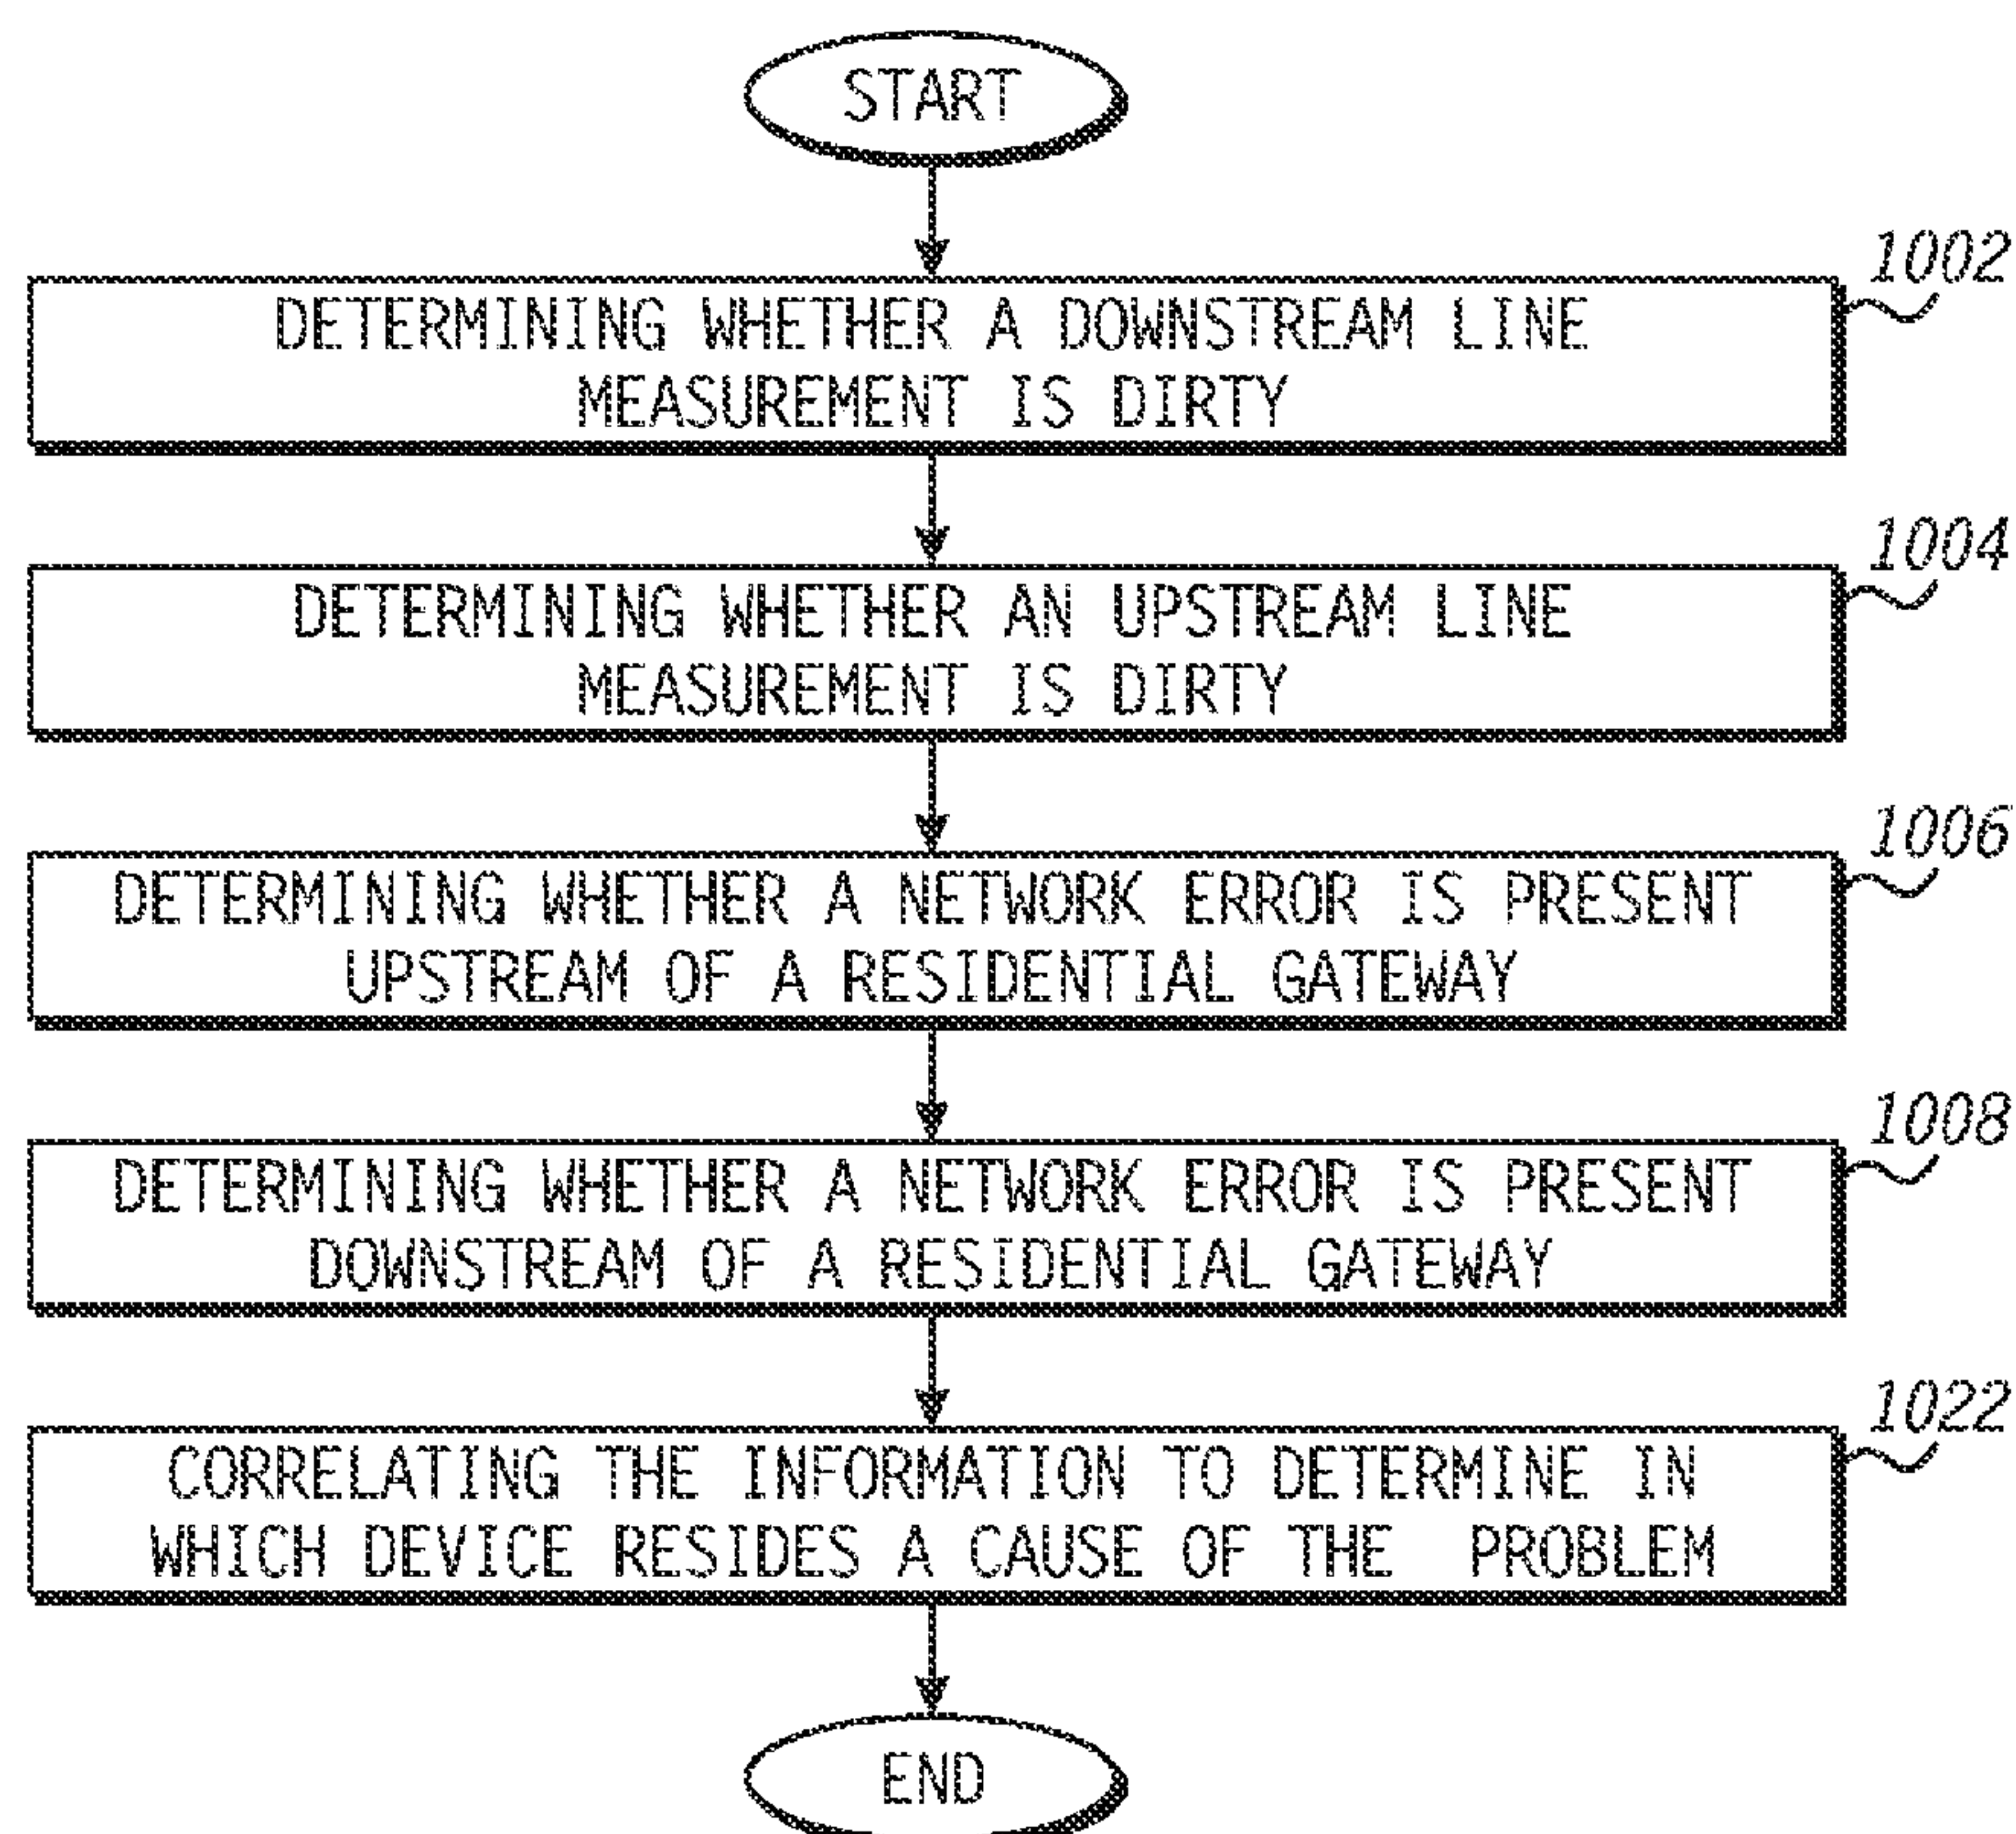 START
1002
DETERMINING WHETHER A DOWNSTREAM LINE
MEASUREMENT IS DIRTY
1004
DETERMINING WHETHER AN UPSTREAM LINE
MEASUREMENT IS DIRTY
1006
DETERMINING WHETHER A NETWORK ERROR IS PRESENT
UPSTREAM OF A RESIDENTIAL GATEWAY
1008
DETERMINING WHETHER A NETWORK ERROR IS PRESENT
DOWNSTREAM OF A RESIDENTIAL GATEWAY
1022
CORRELATING THE INFORMATION TO DETERMINE IN
WHICH DEVICE RESIDES A CAUSE OF THE PROBLEM
END